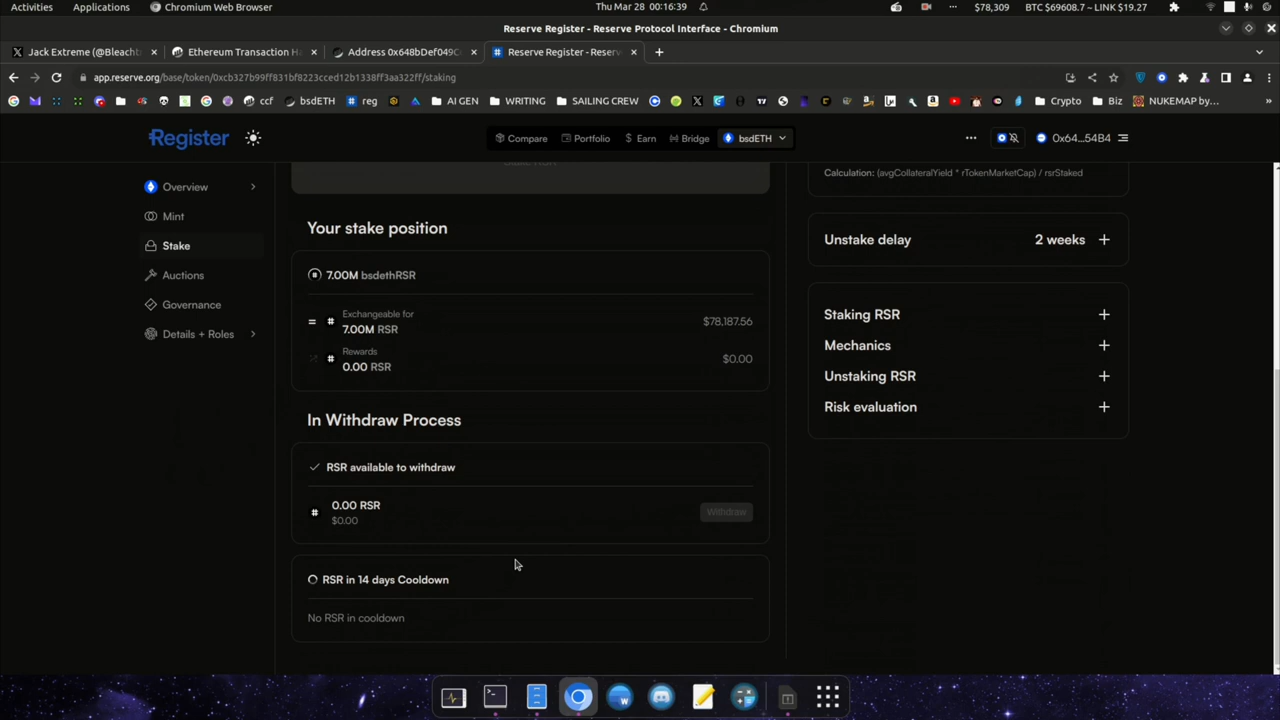 Activities
Applications
Chromium Web Browser
Thu Mar 28 00:16:39
$78,309
BTC $69608.7 ~ LINK $19.27
Reserve Register - Reserve Protocol Interface - Chromium
Jack Extreme (@Bleacht
Ethereum Transaction Ha
Address 0x648bDef049C
Reserve Register - Reserv
app.reserve.org/base/token/0xcb327b99ff831bf8223cced12b1338ff3aa322ff/staking
ccf
bsdETH
reg
AI GEN
WRITING
SAILING CREW
Crypto
Biz
NUKEMAP by...
Register
Compare
Portfolio
Earn
Bridge
bsdETH
0x64...54B4
Overview
Mint
Stake
Auctions
Governance
Details + Roles
Your stake position
7.00M bsdethRSR
Exchangeable for
7.00M RSR
$78,187.56
Rewards
0.00 RSR
$0.00
In Withdraw Process
RSR available to withdraw
0.00 RSR
$0.00
Withdraw
RSR in 14 days Cooldown
No RSR in cooldown
Calculation: (avgCollateralYield * rTokenMarketCap) / rsrStaked
Unstake delay
2 weeks
Staking RSR
Mechanics
Unstaking RSR
Risk evaluation